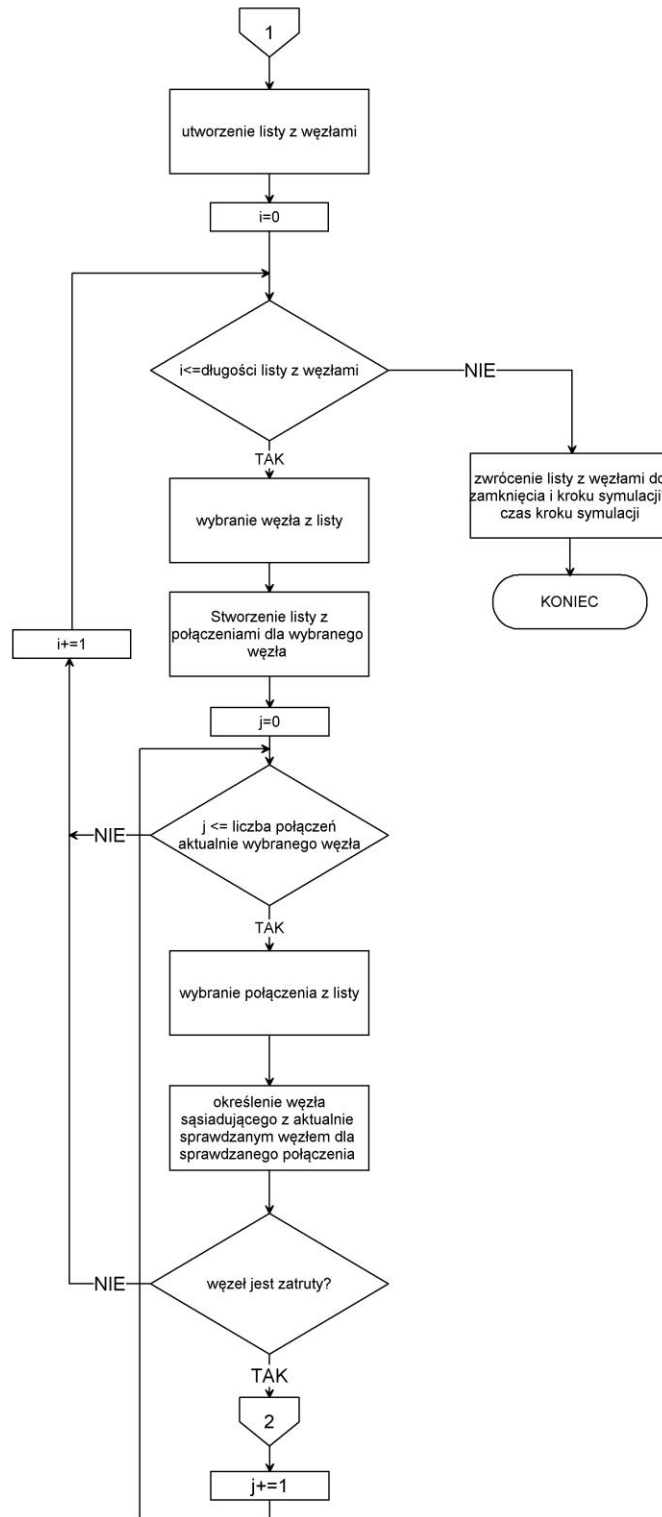 1
utworzenie listy z węzłami
i=0
i<=długości listy z węzłami
NIE
TAK
zwrócenie listy z węzłami do
zamknięcia i kroku symulacji*
czas kroku symulacji
wybranie węzła z listy
KONIEC
Stworzenie listy z
połączeniami dla wybranego
węzła
i+=1
j=0
j <= liczba połączeń
aktualnie wybranego węzła
NIE
TAK
wybranie połączenia z listy
określenie węzła
sąsiadującego z aktualnie
sprawdzanym węzłem dla
sprawdzanego połączenia
węzeł jest zatruty?
NIE
TAK
2
j+=1